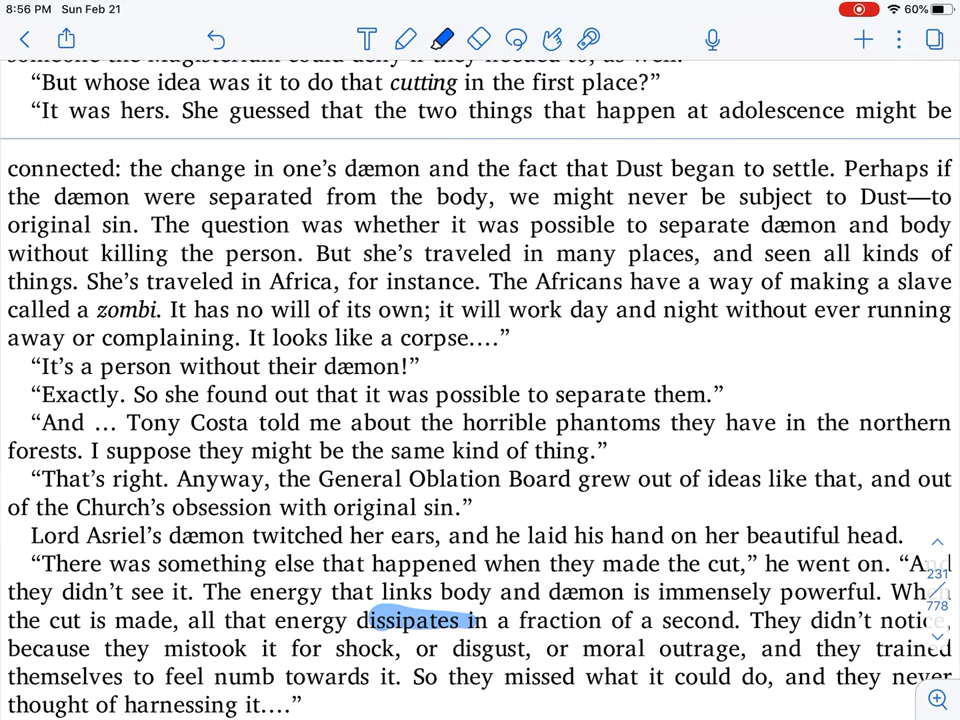 8:56 PM Sun Feb 21
60%
T
someone the Magisterium could deny if they needed to, as well.”
“But whose idea was it to do that cutting in the first place?”
“It was hers. She guessed that the two things that happen at adolescence might be
connected: the change in one’s dæmon and the fact that Dust began to settle. Perhaps if
the dæmon were separated from the body, we might never be subject to Dust—to
original sin. The question was whether it was possible to separate dæmon and body
without killing the person. But she’s traveled in many places, and seen all kinds of
things. She’s traveled in Africa, for instance. The Africans have a way of making a slave
called a zombi. It has no will of its own; it will work day and night without ever running
away or complaining. It looks like a corpse....”
“It’s a person without their dæmon!”
“Exactly. So she found out that it was possible to separate them.”
“And ... Tony Costa told me about the horrible phantoms they have in the northern
forests. I suppose they might be the same kind of thing.”
“That’s right. Anyway, the General Oblation Board grew out of ideas like that, and out
of the Church’s obsession with original sin.”
Lord Asriel’s dæmon twitched her ears, and he laid his hand on her beautiful head.
“There was something else that happened when they made the cut,” he went on. “And
they didn’t see it. The energy that links body and dæmon is immensely powerful. When
the cut is made, all that energy dissipates in a fraction of a second. They didn’t notice,
because they mistook it for shock, or disgust, or moral outrage, and they trained
themselves to feel numb towards it. So they missed what it could do, and they never
thought of harnessing it....”
231
778